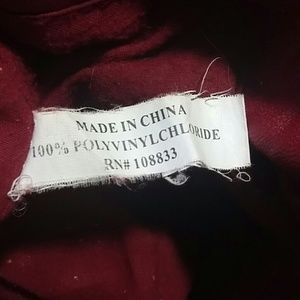 MADE IN CHINA
100% POLYVINYLCHLORIDE
RN# 108833